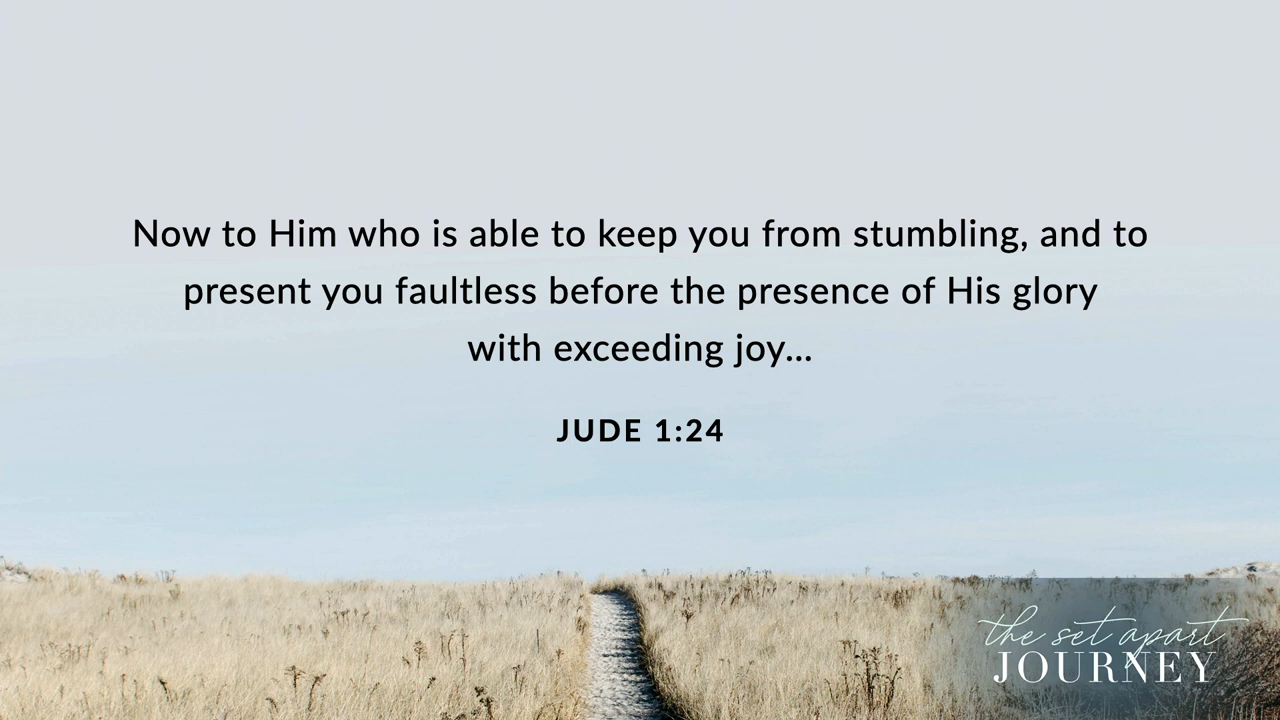 Now to Him who is able to keep you from stumbling, and to
present you faultless before the presence of His glory
with exceeding joy...
JUDE 1:24
the set apart
JOURNEY